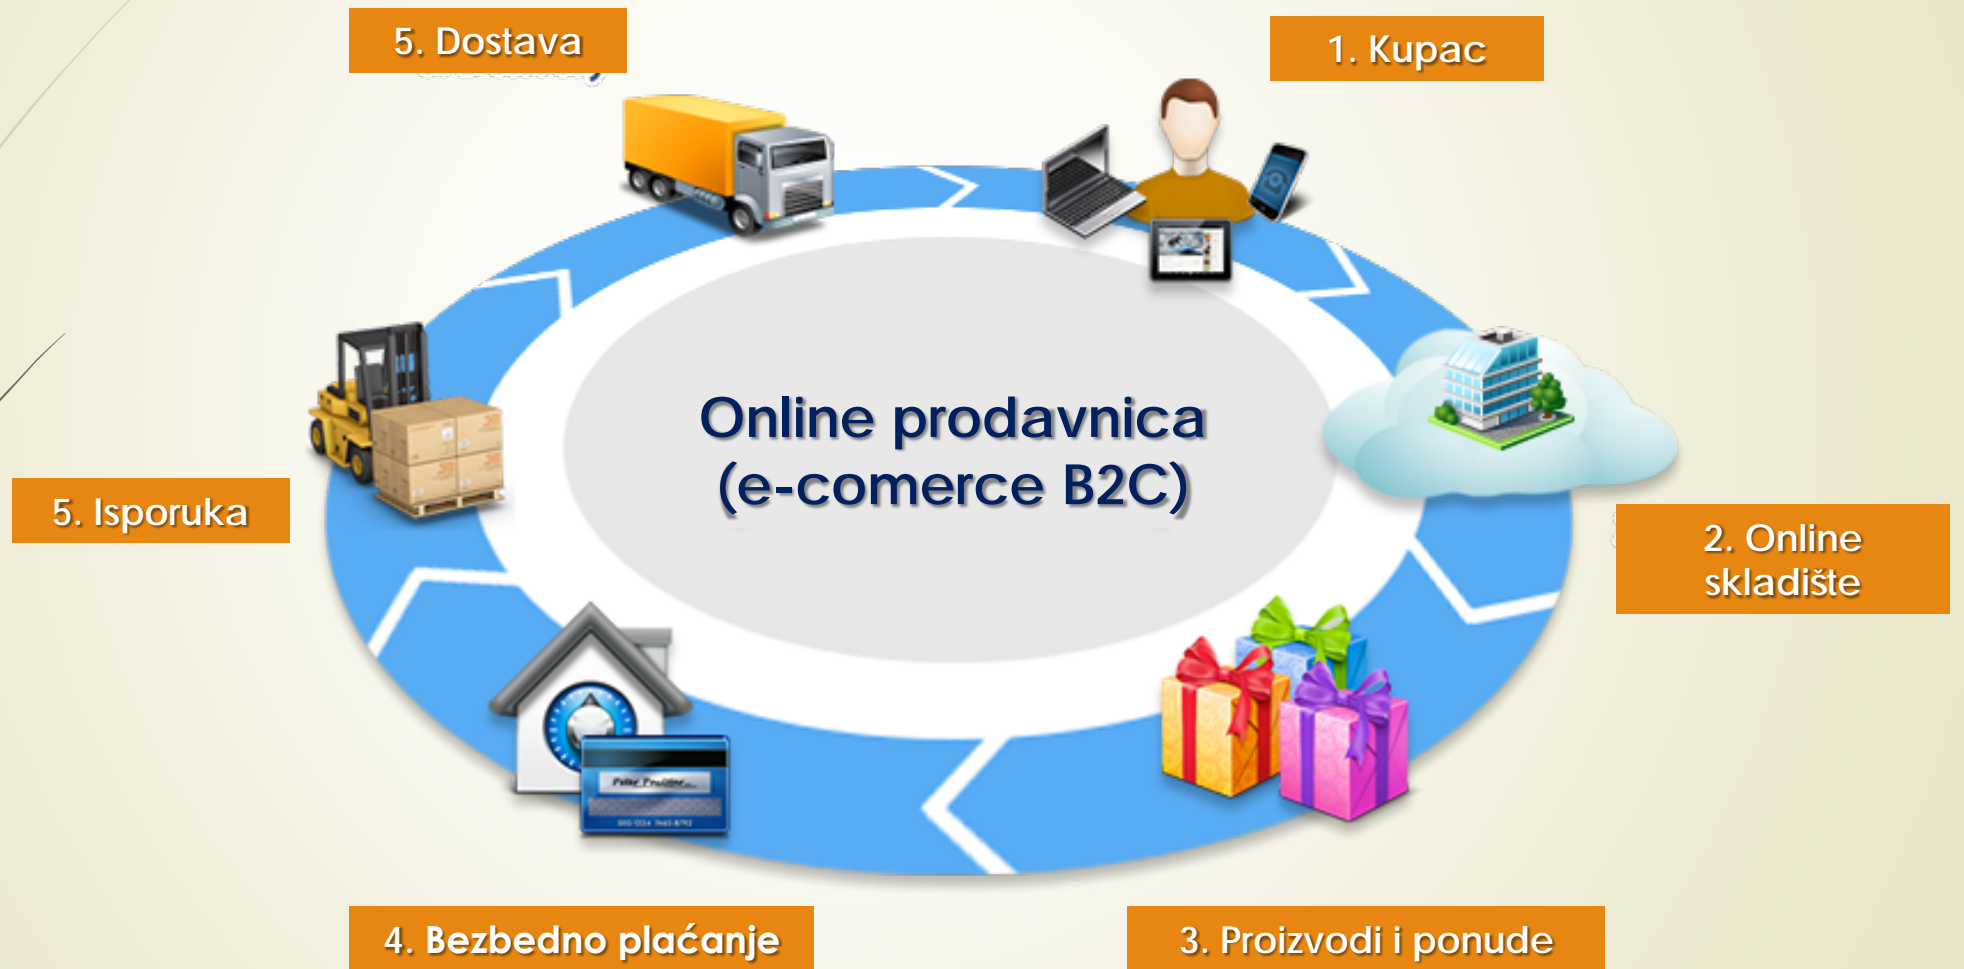 5. Dostava
1. Kupac
Online prodavnica
(e-comerce B2C)
5. Isporuka
2. Online
skladište
4. Bezbedno plaćanje
3. Proizvodi i ponude